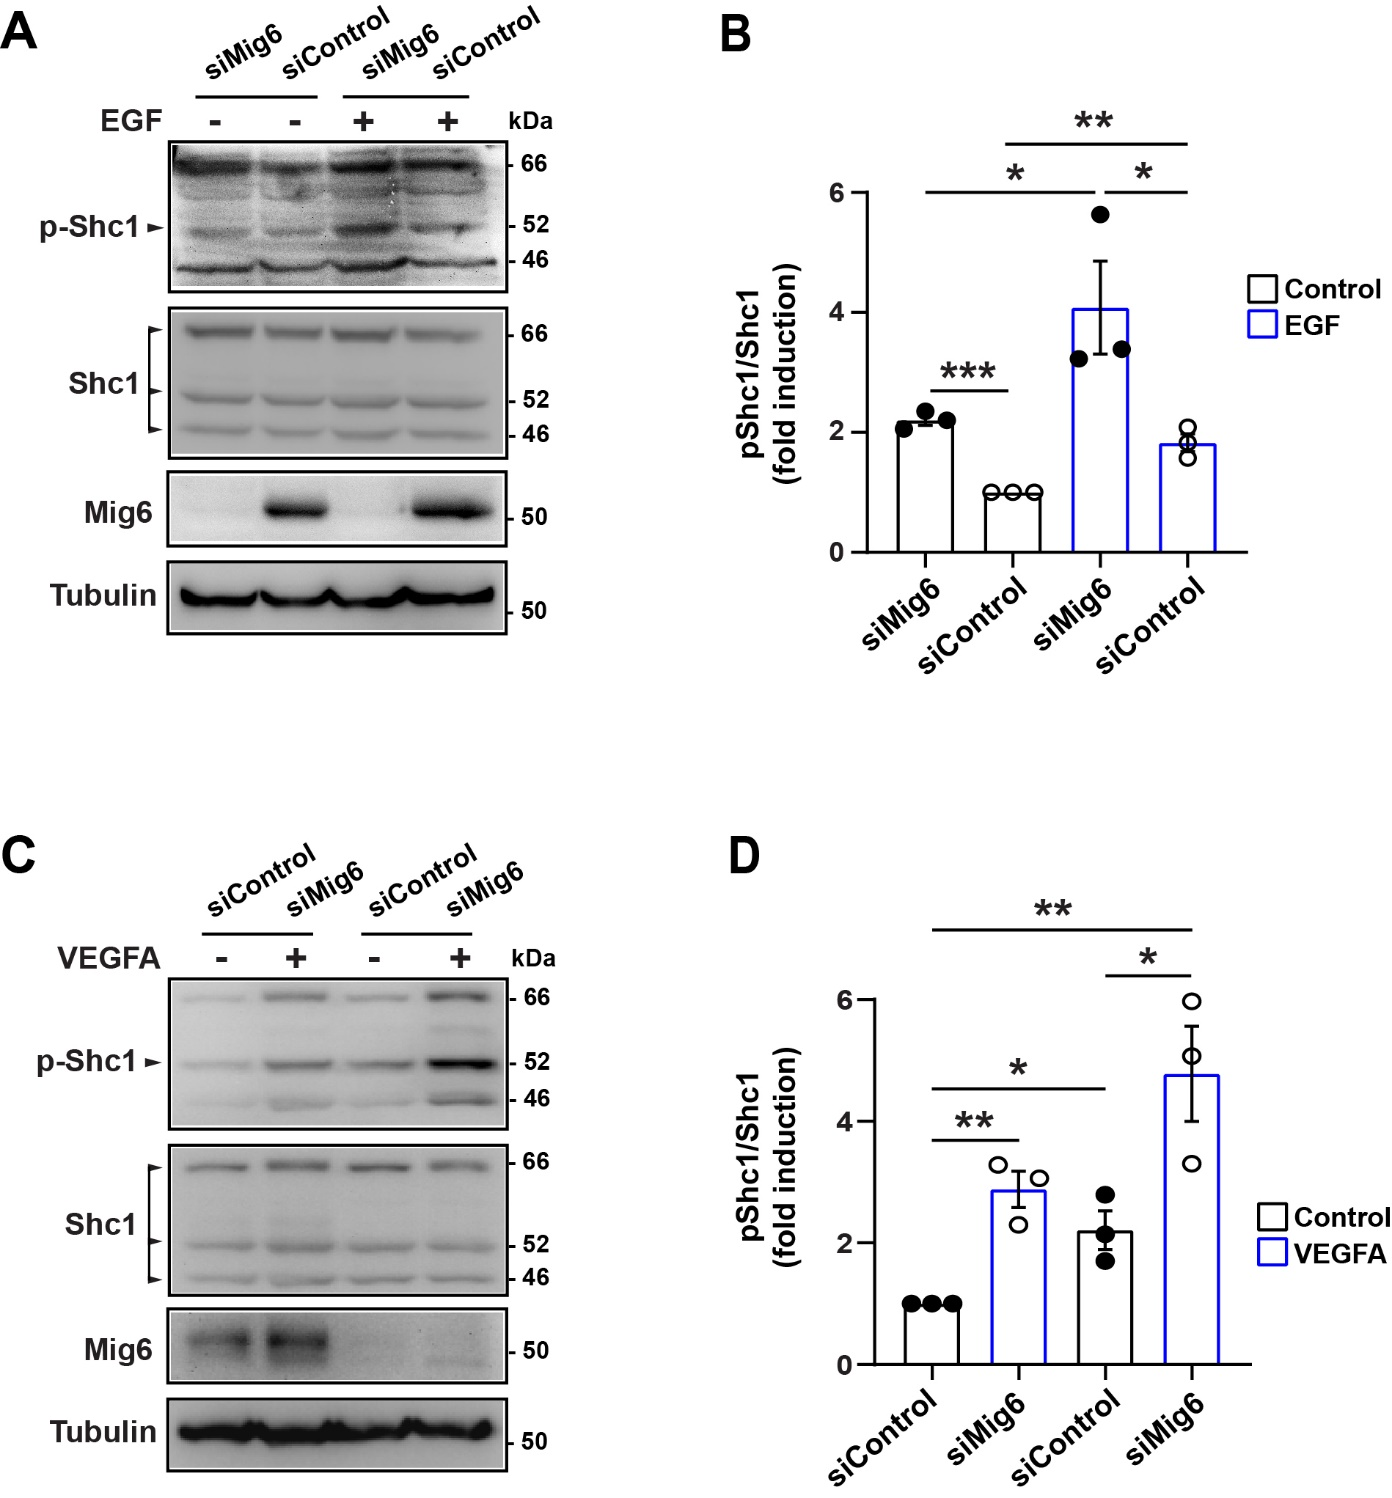 A
siMig6 siControl siMig6 siControl
EGF - - + + kDa
p-Shc1 66 52 46
Shc1 66 52 46
Mig6 50
Tubulin 50
B
**
* *
***
6
4
2
0
pShc1/Shc1
(fold induction)
siMig6 siControl siMig6 siControl
Control
EGF
C
siControl siMig6 siControl siMig6
VEGFA - + - + kDa
p-Shc1 66 52 46
Shc1 66 52 46
Mig6 50
Tubulin 50
D
**
*
*
**
6
4
2
0
pShc1/Shc1
(fold induction)
siControl siMig6 siControl siMig6
Control
VEGFA